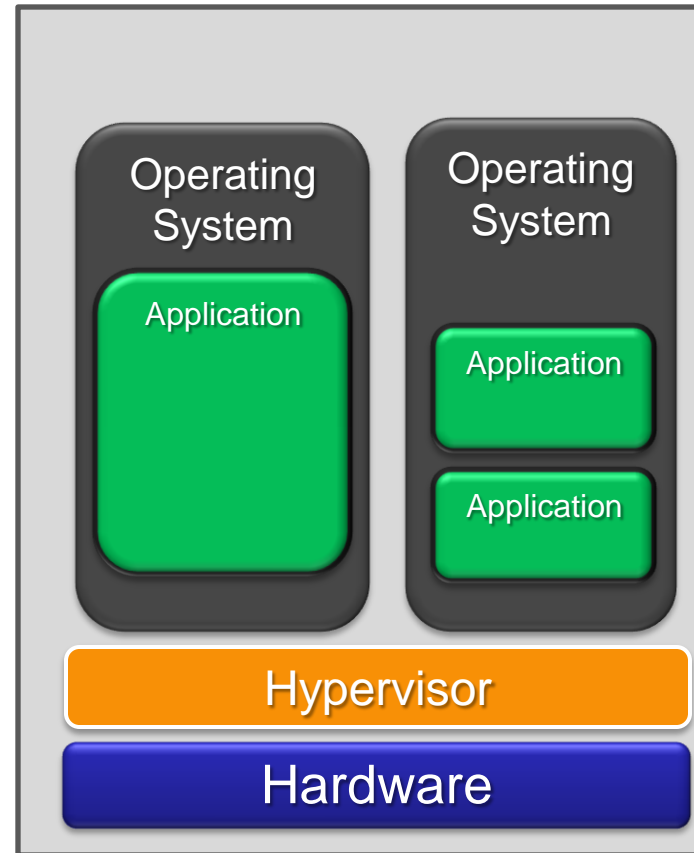 Operating
System
Application
Operating
System
Application
Application
Hypervisor
Hardware